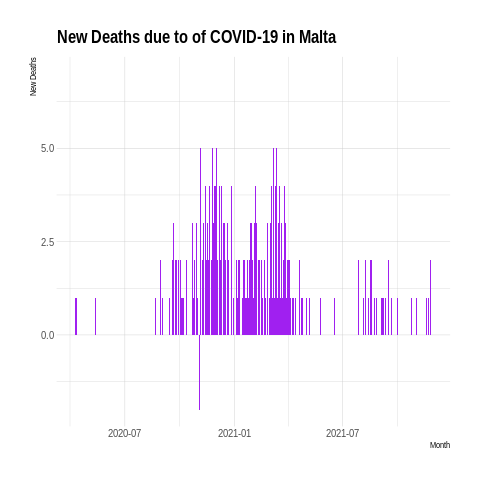 New Deaths due to of COVID-19 in Malta
New Deaths
5.0
2.5
0.0
2020-07
2021-01
2021-07
Month